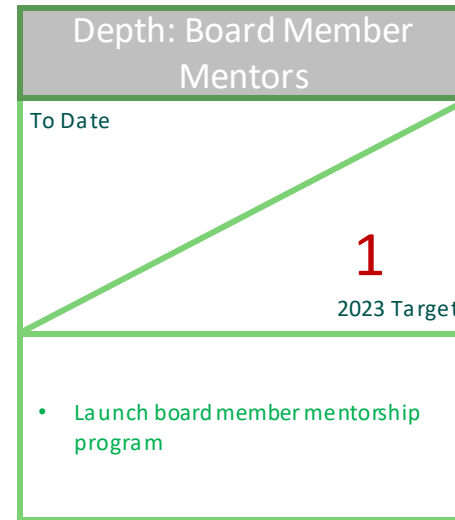 Depth: Board Member
Mentors
To Date
1
2023 Target
• Launch board member mentorship
program